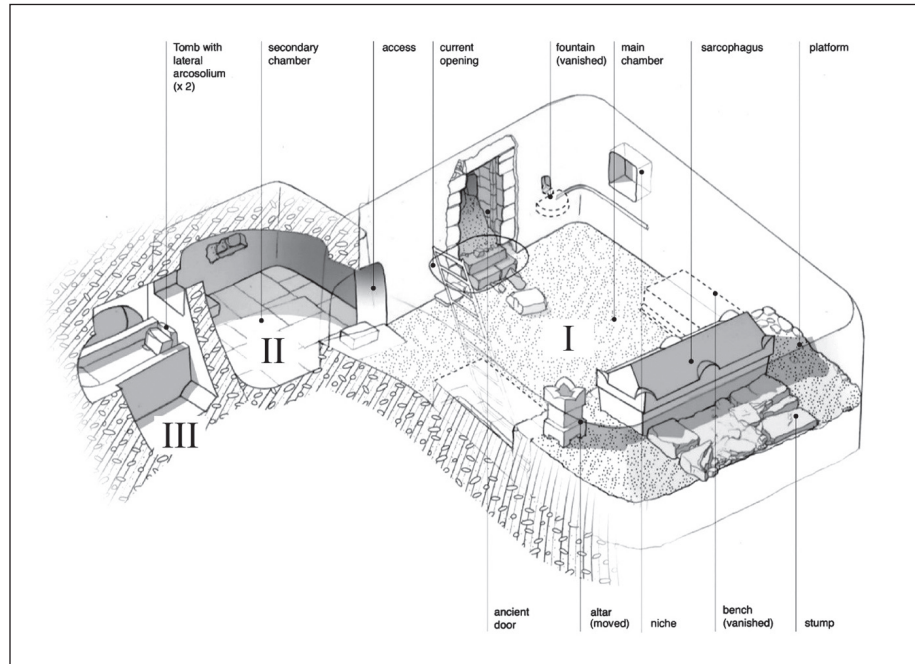 Tomb with
lateral
arcosolium
(x 2)
secondary
chamber
access
current
opening
fountain
(vanished)
main
chamber
sarcophagus
platform
I
II
III
ancient
door
altar
(moved)
niche
bench
(vanished)
stump